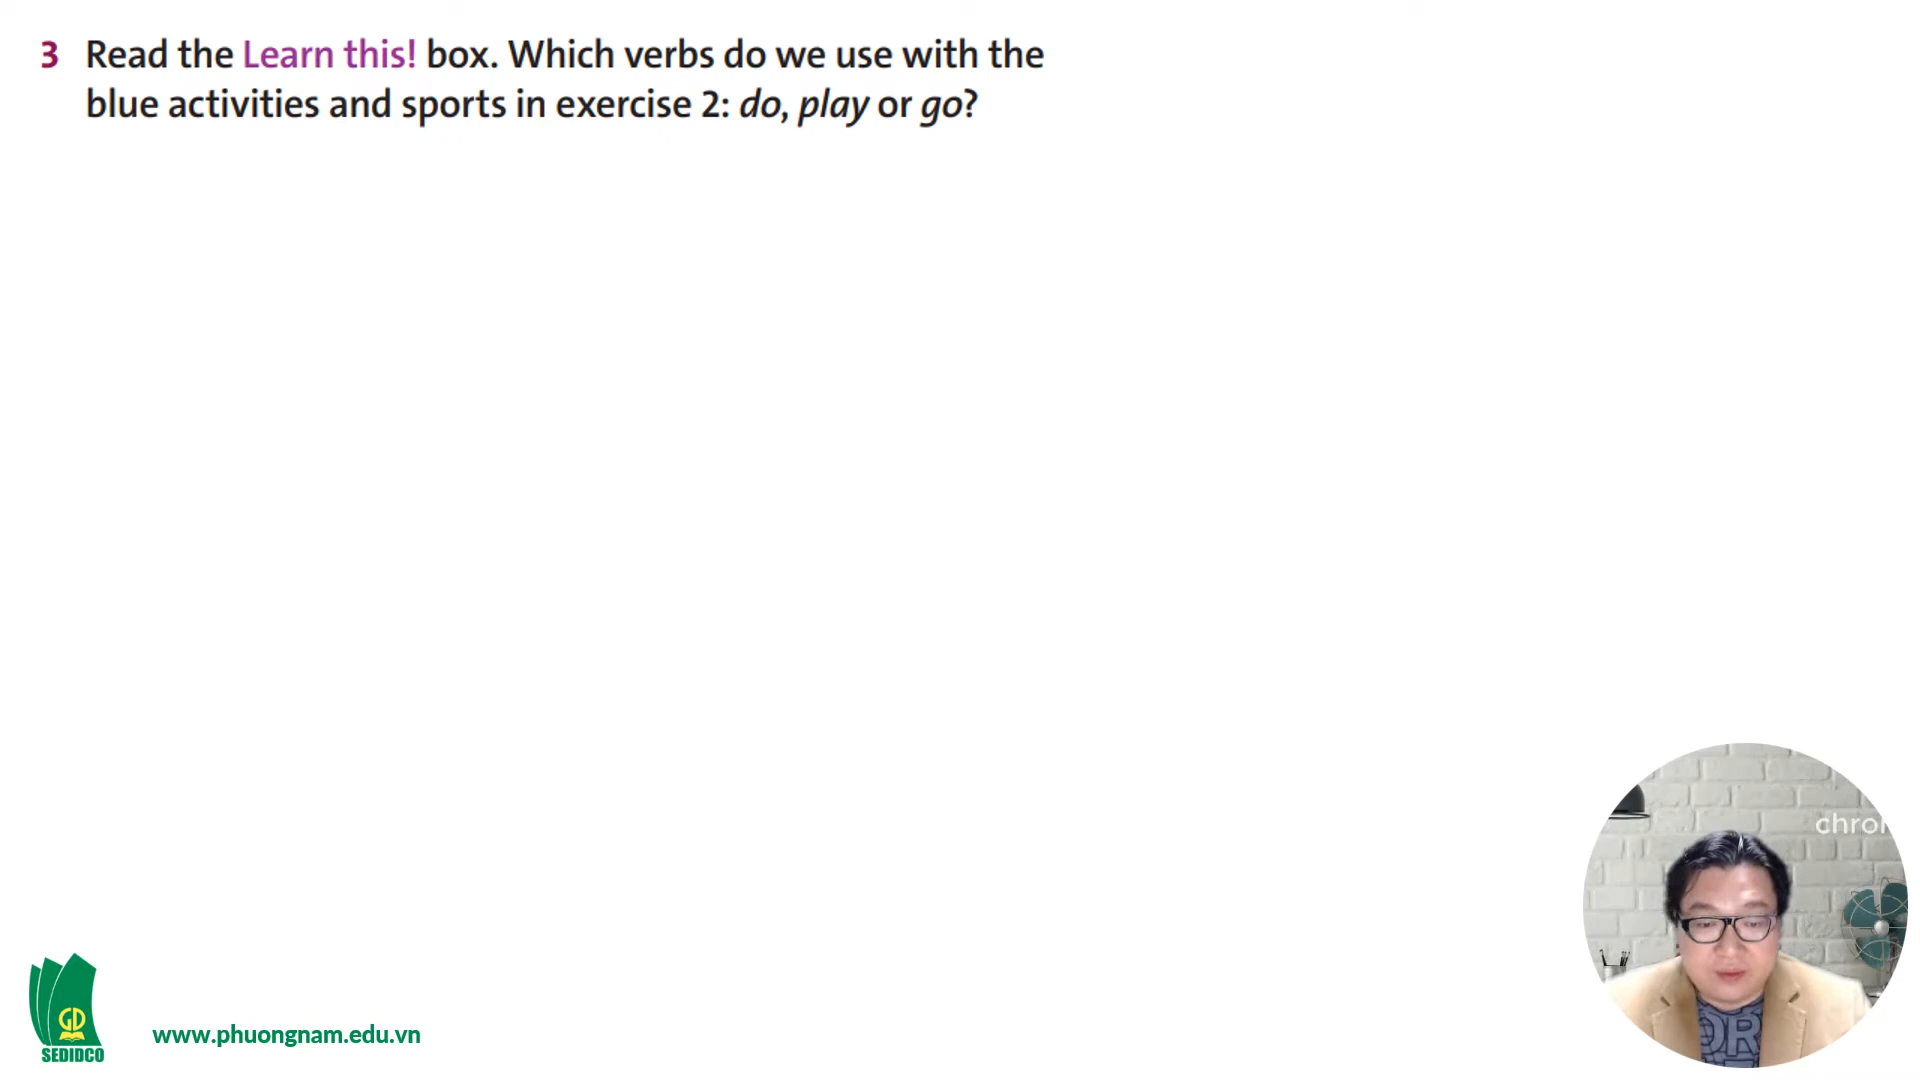 3 Read the Learn this! box. Which verbs do we use with the
blue activities and sports in exercise 2: do, play or go?
chro
GD
SEDIDCO
www.phuongnam.edu.vn